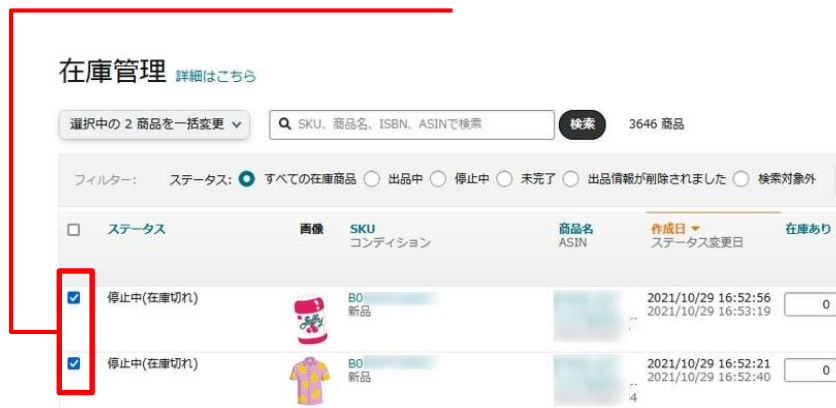 在庫管理 詳細はこちら
選択中の 2 商品を一括変更 SKU、商品名、ISBN、ASINで検索 検索 3646 商品
フィルター: ステータス: すべての在庫商品 出品中 停止中 未完了 出品情報が削除されました 検索対象外
ステータス 画像 SKU 商品名 作成日 在庫あり
コンディション ASIN ステータス変更日
停止中(在庫切れ) B0 2021/10/29 16:52:56 0
新品 2021/10/29 16:53:19
Jelly
停止中(在庫切れ) B0 2021/10/29 16:52:21 0
新品 2021/10/29 16:52:40